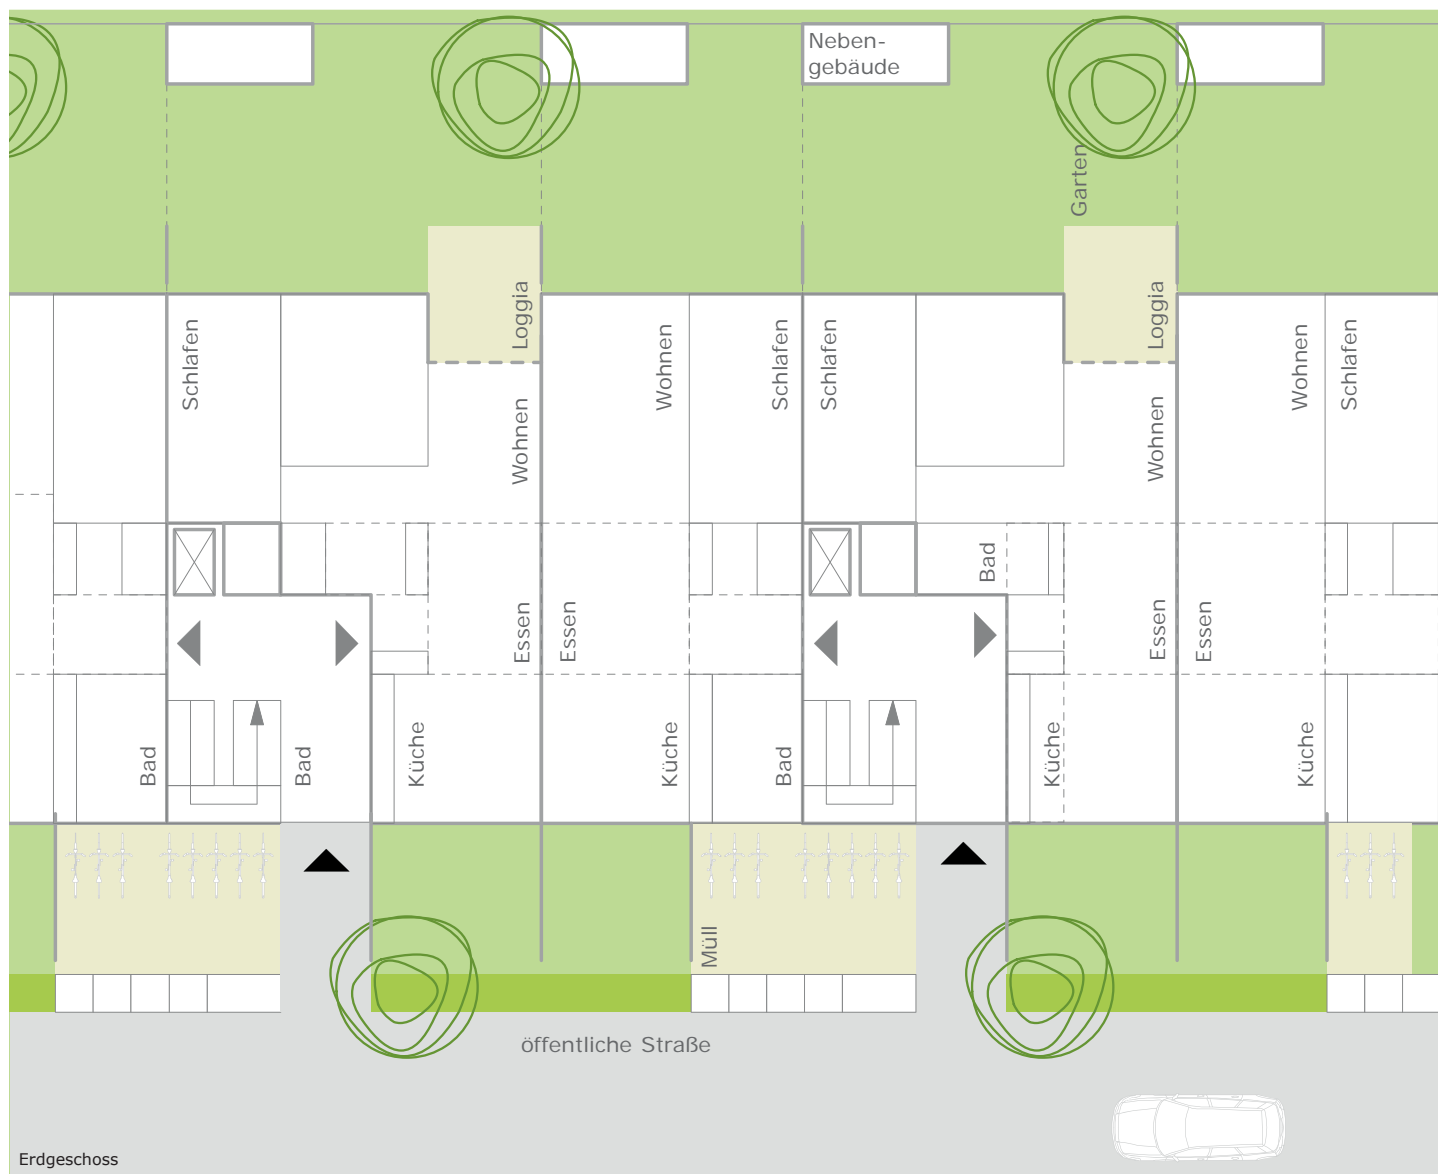 Neben-
gebäude
Garten
Loggia
Loggia
Schlafen
Wohnen
Schlafen
Schlafen
Wohnen
Schlafen
Wohnen
Wohnen
Bad
Essen
Essen
Essen
Essen
Bad
Bad
Küche
Küche
Bad
Küche
Küche
Müll
öffentliche Straße
Erdgeschoss